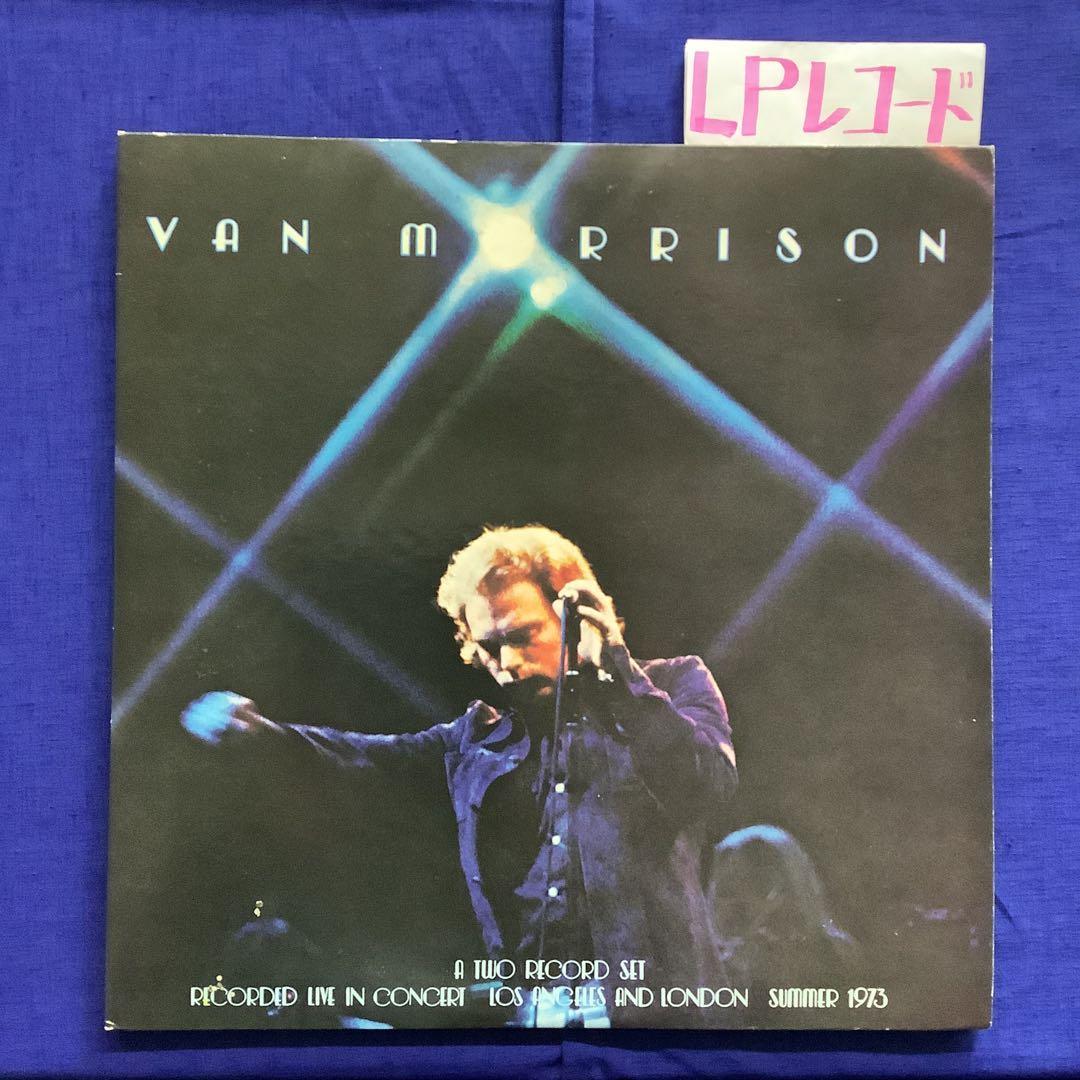 LPレコード
VAN MORRISON
A TWO RECORD SET
RECORDED LIVE IN CONCERT LOS ANGELES AND LONDON SUMMER 1973